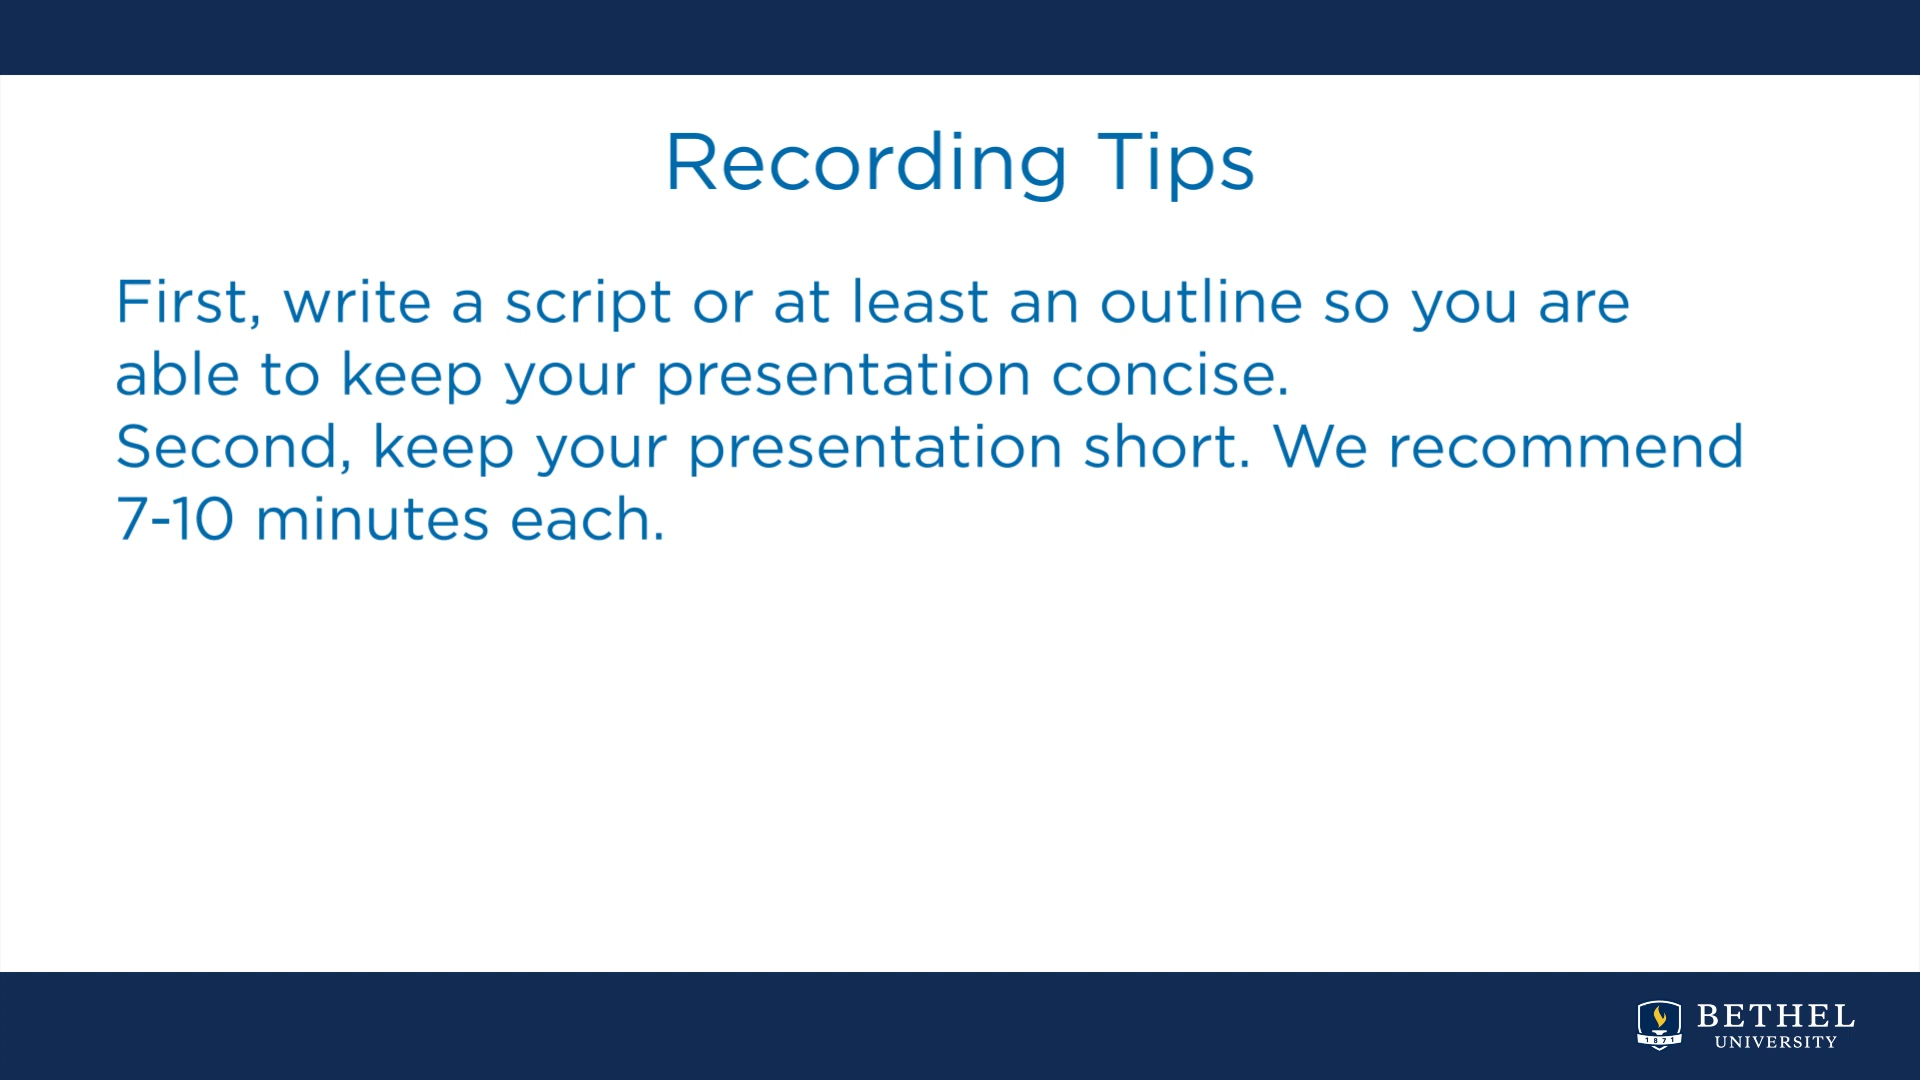 Recording Tips
First, write a script or at least an outline so you are
able to keep your presentation concise.
Second, keep your presentation short. We recommend
7-10 minutes each.
1871
BETHEL
UNIVERSITY